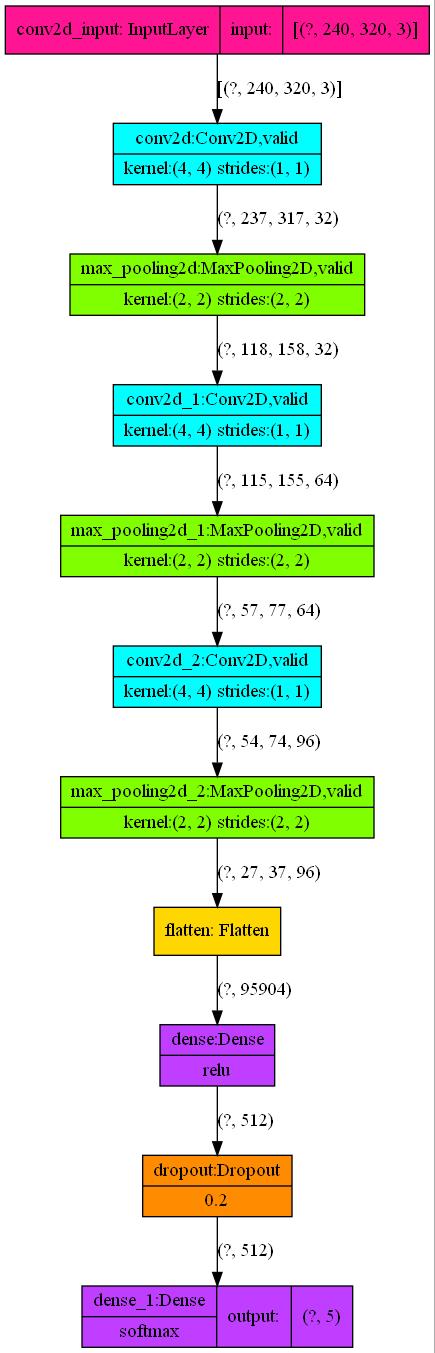 conv2d_input: InputLayer input: [(?, 240, 320, 3)]
[(?, 240, 320, 3)]
conv2d:Conv2D,valid
kernel:(4, 4) strides:(1, 1)
(?, 237, 317, 32)
max_pooling2d:MaxPooling2D,valid
kernel:(2, 2) strides:(2, 2)
(?, 118, 158, 32)
conv2d_1:Conv2D,valid
kernel:(4, 4) strides:(1, 1)
(?, 115, 155, 64)
max_pooling2d_1:MaxPooling2D,valid
kernel:(2, 2) strides:(2, 2)
(?, 57, 77, 64)
conv2d_2:Conv2D,valid
kernel:(4, 4) strides:(1, 1)
(?, 54, 74, 96)
max_pooling2d_2:MaxPooling2D,valid
kernel:(2, 2) strides:(2, 2)
(?, 27, 37, 96)
flatten: Flatten
(?, 95904)
dense:Dense
relu
(?, 512)
dropout:Dropout
0.2
(?, 512)
dense_1:Dense
softmax
output:
(?, 5)